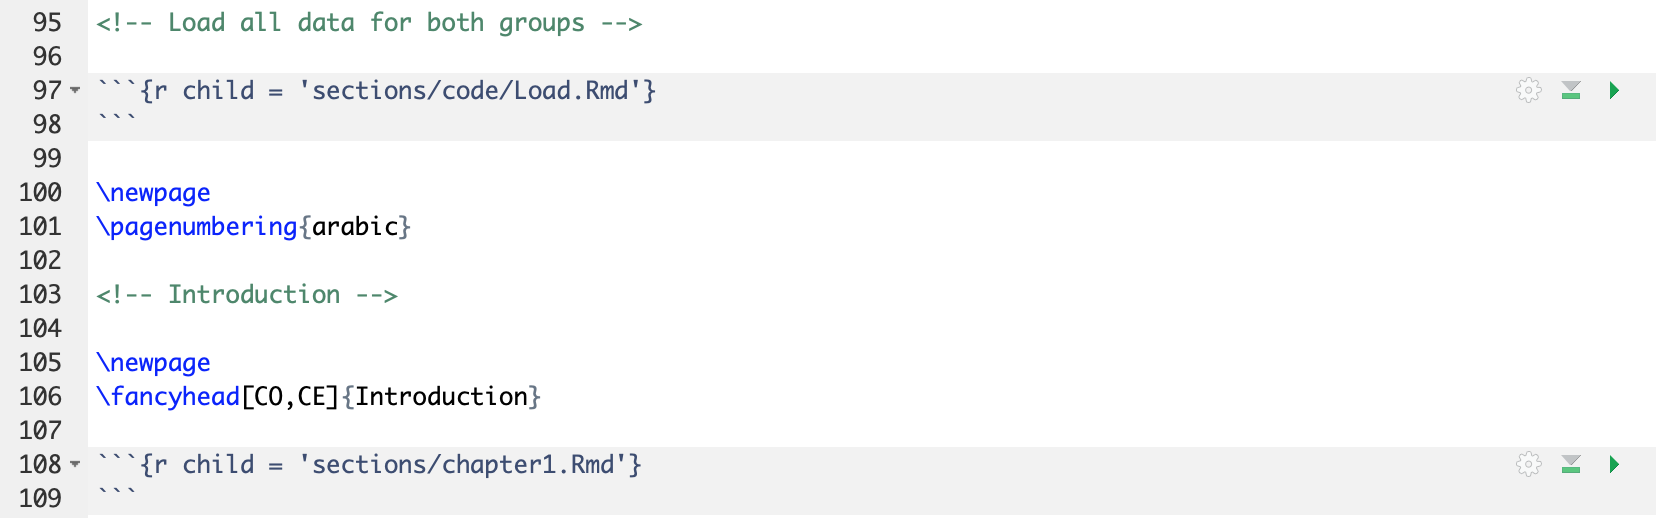 95 <!-- Load all data for both groups -->
96
97 ```{r child = 'sections/code/Load.Rmd'}
98 ```
99
100 \newpage
101 \pagenumbering{arabic}
102
103 <!-- Introduction -->
104
105 \newpage
106 \fancyhead[CO,CE]{Introduction}
107
108 ```{r child = 'sections/chapter1.Rmd'}
109 ```